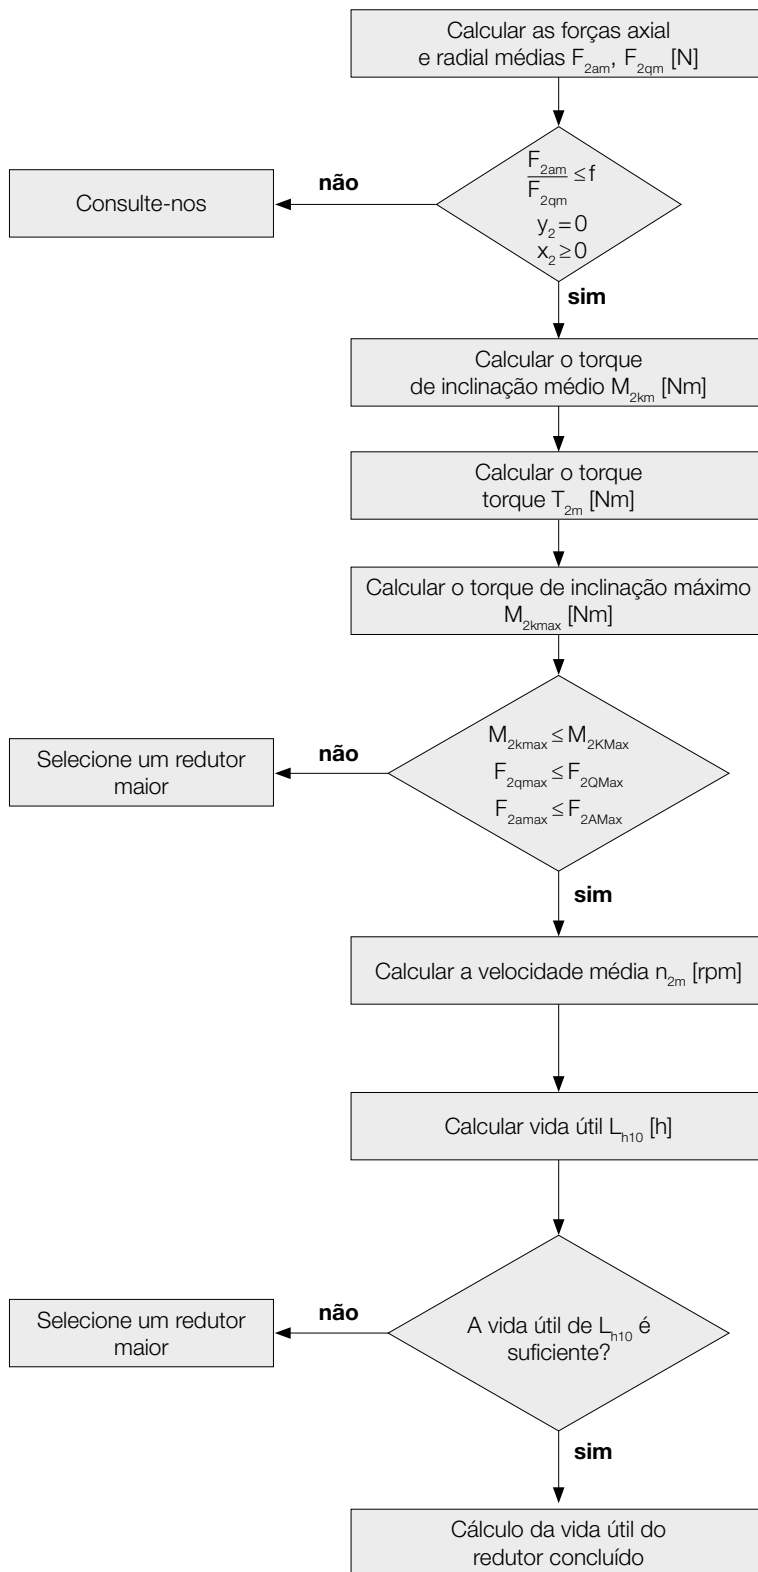 Calcular as forças axial
e radial médias F2am, F2qm [N]
F2am
F2qm
≤ f
y2 = 0
x2 ≥ 0
não
Consulte-nos
sim
Calcular o torque
de inclinação médio M2km [Nm]
Calcular o torque
torque T2m [Nm]
Calcular o torque de inclinação máximo
M2kmax [Nm]
M2kmax ≤ M2KMax
F2qmax ≤ F2QMax
F2amax ≤ F2AMax
não
Selecione um redutor
maior
sim
Calcular a velocidade média n2m [rpm]
Calcular vida útil Lh10 [h]
A vida útil de Lh10 é
suficiente?
não
Selecione um redutor
maior
sim
Cálculo da vida útil do
redutor concluído